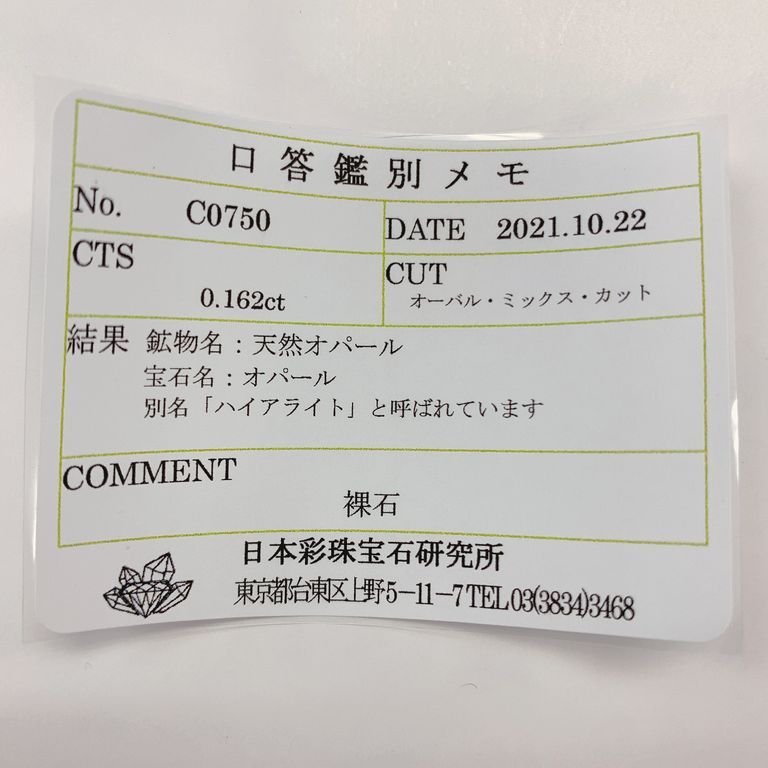 口答鑑別メモ
No. C0750 DATE 2021.10.22
CTS 0.162ct CUT オーバル・ミックス・カット
結果 鉱物名：天然オパール
宝石名：オパール
別名「ハイアライト」と呼ばれています
COMMENT
裸石
日本彩珠宝石研究所
東京都台東区上野5-11-7 TEL 03(3834)3468